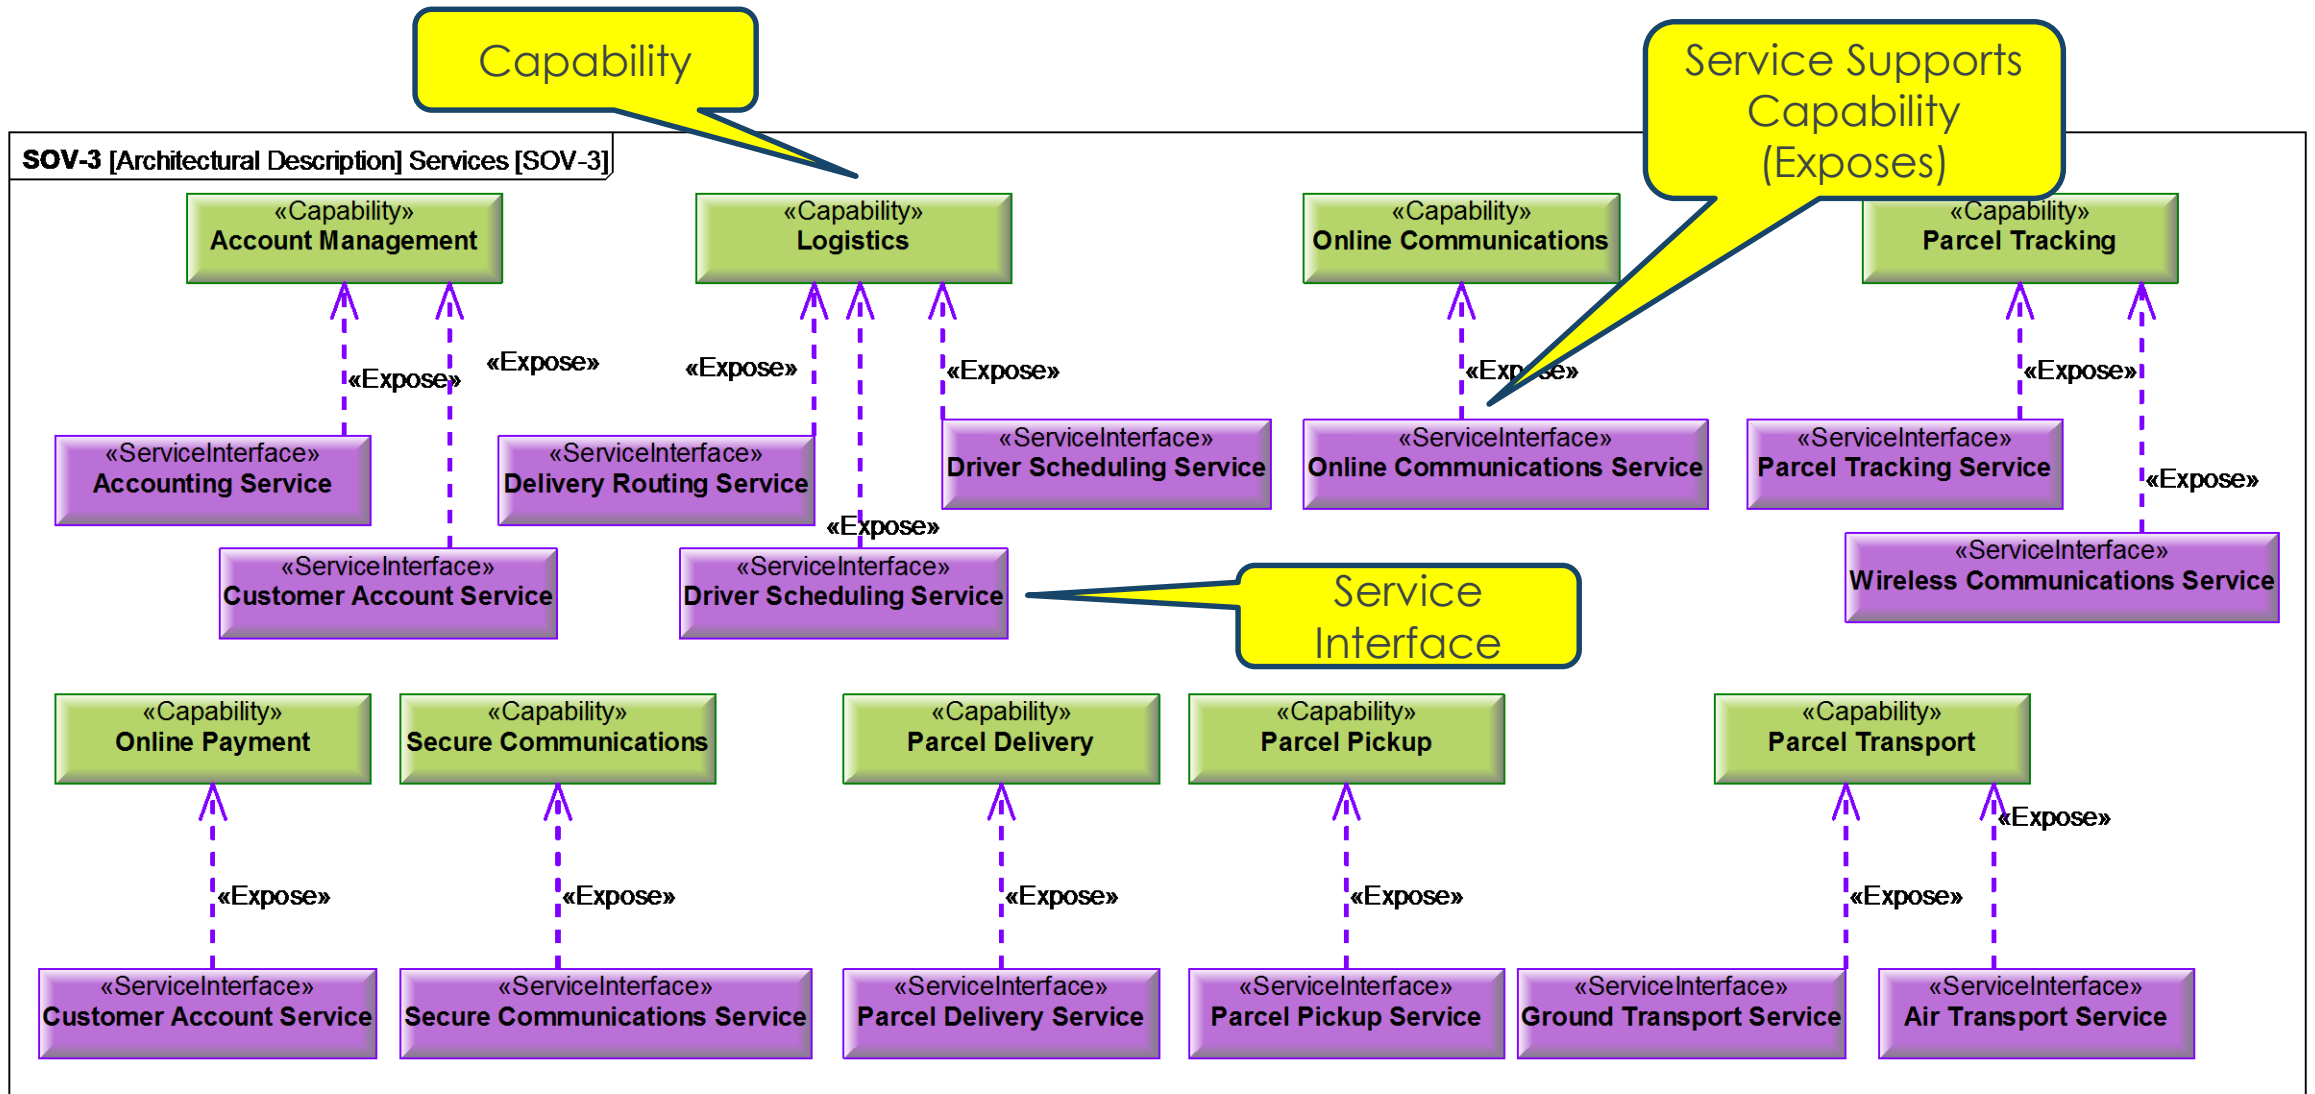 Capability
Service Supports
Capability
(Exposes)
SOV-3 [Architectural Description] Services [SOV-3]
«Capability»
Account Management
«Capability»
Logistics
«Capability»
Online Communications
«Capability»
Parcel Tracking
«Expose»
«Expose»
«Expose»
«Expose»
«Expose»
«Expose»
«Expose»
«Expose»
«ServiceInterface»
Accounting Service
«ServiceInterface»
Delivery Routing Service
«ServiceInterface»
Driver Scheduling Service
«ServiceInterface»
Online Communications Service
«ServiceInterface»
Parcel Tracking Service
«ServiceInterface»
Customer Account Service
«ServiceInterface»
Driver Scheduling Service
Service
Interface
«ServiceInterface»
Wireless Communications Service
«Capability»
Online Payment
«Capability»
Secure Communications
«Capability»
Parcel Delivery
«Capability»
Parcel Pickup
«Capability»
Parcel Transport
«Expose»
«Expose»
«Expose»
«Expose»
«Expose»
«Expose»
«ServiceInterface»
Customer Account Service
«ServiceInterface»
Secure Communications Service
«ServiceInterface»
Parcel Delivery Service
«ServiceInterface»
Parcel Pickup Service
«ServiceInterface»
Ground Transport Service
«ServiceInterface»
Air Transport Service